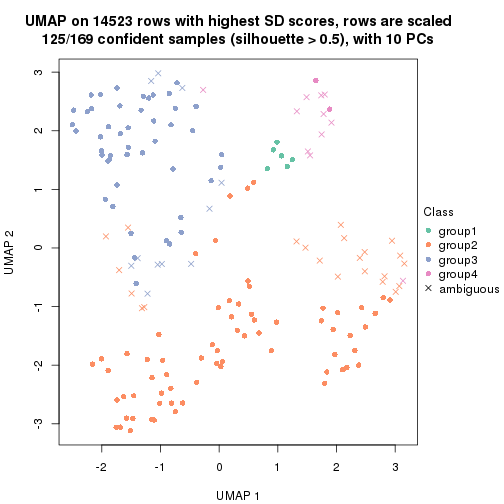 UMAP on 14523 rows with highest SD scores, rows are scaled
125/169 confident samples (silhouette > 0.5), with 10 PCs
3
2
1
0
-1
-2
-3
UMAP 2
-2
-1
0
1
2
3
UMAP 1
Class
group1
group2
group3
group4
ambiguous